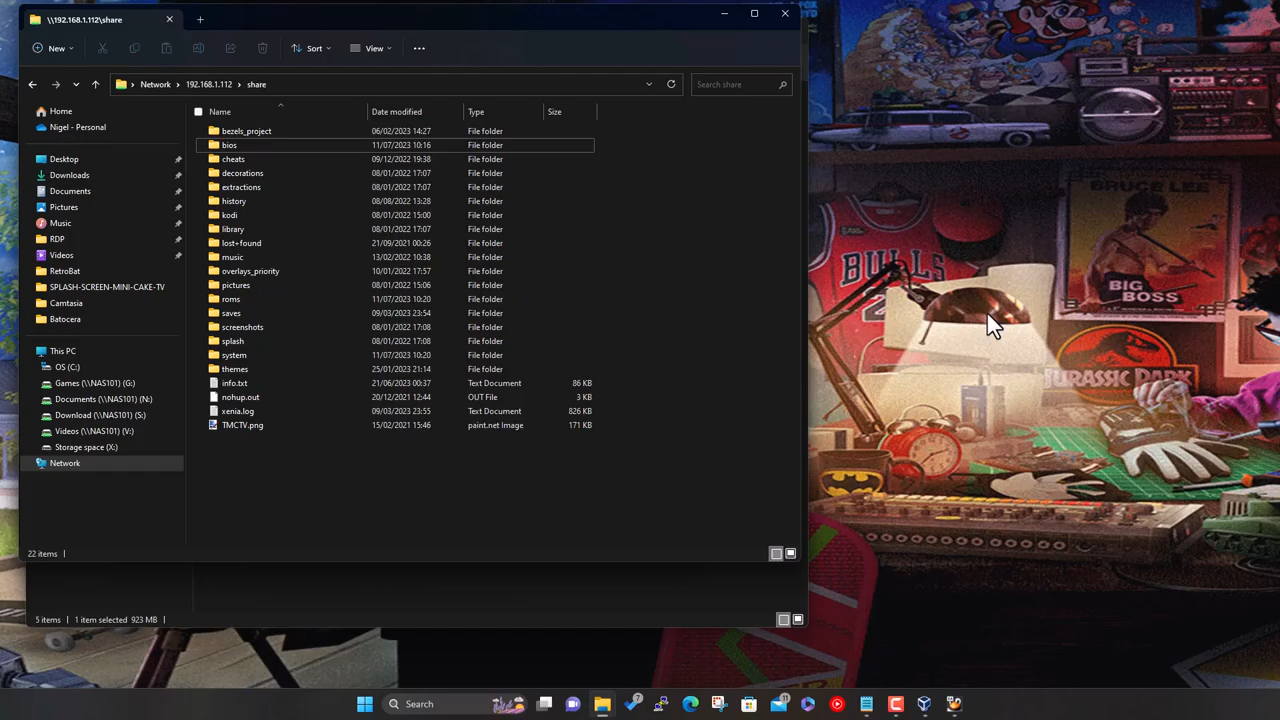 \\192.168.1.112\share
New
Sort
View
Network
192.168.1.112
share
Search share
Home
Nigel - Personal
Desktop
Downloads
Documents
Pictures
Music
RDP
Videos
RetroBat
SPLASH-SCREEN-MINI-CAKE-TV
Camtasia
Batocera
This PC
OS (C:)
Games (\\NAS101) (G:)
Documents (\\NAS101) (N:)
Download (\\NAS101) (S:)
Videos (\\NAS101) (V:)
Storage space (X:)
Network
Name Date modified Type Size
bezels_project 06/02/2023 14:27 File folder
bios 11/07/2023 10:16 File folder
cheats 09/12/2022 19:38 File folder
decorations 08/01/2022 17:07 File folder
extractions 08/01/2022 17:07 File folder
history 08/08/2022 13:28 File folder
kodi 08/01/2022 15:00 File folder
library 08/01/2022 17:07 File folder
lost+found 21/09/2021 00:26 File folder
music 13/02/2022 10:38 File folder
overlays_priority 10/01/2022 17:57 File folder
pictures 08/01/2022 15:06 File folder
roms 11/07/2023 10:20 File folder
saves 09/03/2022 23:54 File folder
screenshots 08/01/2022 17:08 File folder
splash 08/01/2022 17:08 File folder
system 11/07/2023 10:20 File folder
themes 25/01/2023 21:14 File folder
info.txt 21/06/2023 00:37 Text Document 86 KB
nohup.out 20/12/2021 12:44 OUT File 3 KB
xenia.log 09/03/2023 23:55 Text Document 826 KB
TMCTV.png 15/02/2021 15:46 paint.net Image 171 KB
22 items
5 items 1 item selected 923 MB
BULLS
BRUCE LEE
BIG
BOSS
JURASSIC PARK
Search
7
11